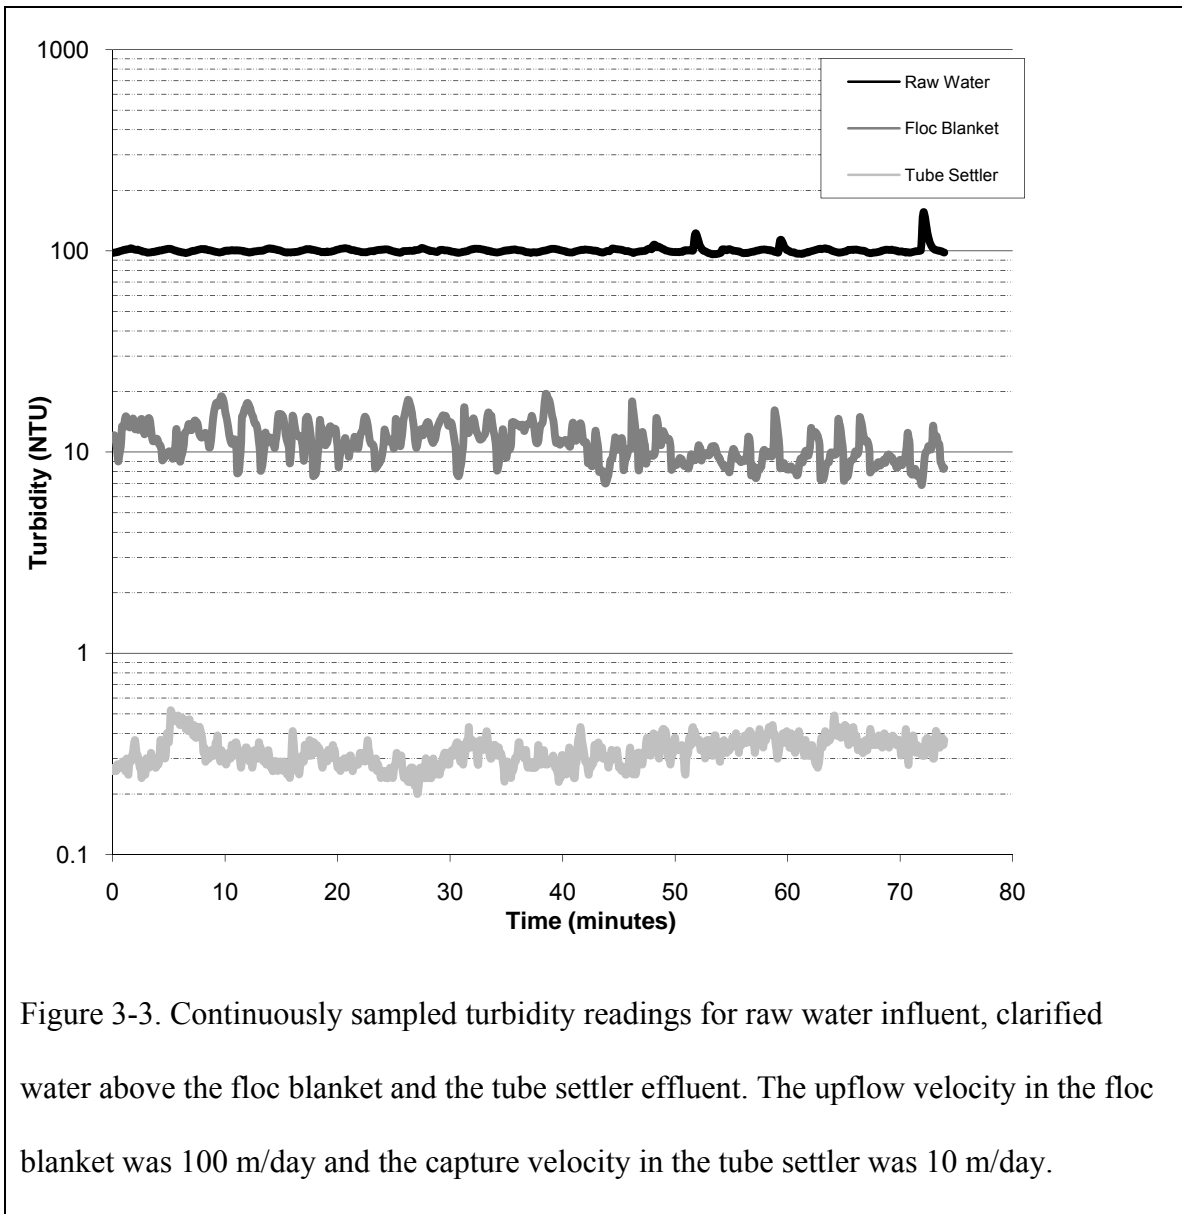 1000
100
10
1
0.1
Turbidity (NTU)
Raw Water
Floc Blanket
Tube Settler
0 10 20 30 40 50 60 70 80
Time (minutes)
Figure 3-3. Continuously sampled turbidity readings for raw water influent, clarified
water above the floc blanket and the tube settler effluent. The upflow velocity in the floc
blanket was 100 m/day and the capture velocity in the tube settler was 10 m/day.